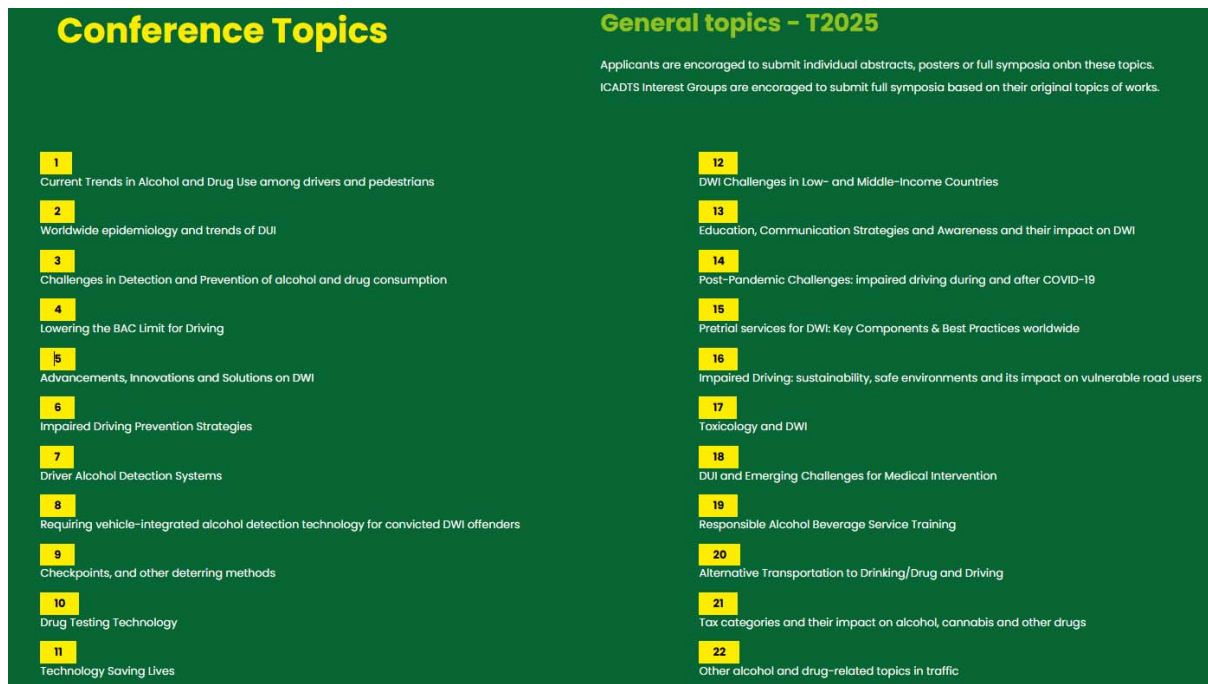 Conference Topics
General topics - T2025
Applicants are encoraged to submit individual abstracts, posters or full symposia onbn these topics.
ICADTS Interest Groups are encoraged to submit full symposia based on their original topics of works.
1
Current Trends in Alcohol and Drug Use among drivers and pedestrians
2
Worldwide epidemiology and trends of DUI
3
Challenges in Detection and Prevention of alcohol and drug consumption
4
Lowering the BAC Limit for Driving
5
Advancements, Innovations and Solutions on DWI
6
Impaired Driving Prevention Strategies
7
Driver Alcohol Detection Systems
8
Requiring vehicle-integrated alcohol detection technology for convicted DWI offenders
9
Checkpoints, and other deterring methods
10
Drug Testing Technology
11
Technology Saving Lives
12
DWI Challenges in Low- and Middle-Income Countries
13
Education, Communication Strategies and Awareness and their impact on DWI
14
Post-Pandemic Challenges: impaired driving during and after COVID-19
15
Pretrial services for DWI: Key Components & Best Practices worldwide
16
Impaired Driving: sustainability, safe environments and its impact on vulnerable road users
17
Toxicology and DWI
18
DUI and Emerging Challenges for Medical Intervention
19
Responsible Alcohol Beverage Service Training
20
Alternative Transportation to Drinking/Drug and Driving
21
Tax categories and their impact on alcohol, cannabis and other drugs
22
Other alcohol and drug-related topics in traffic